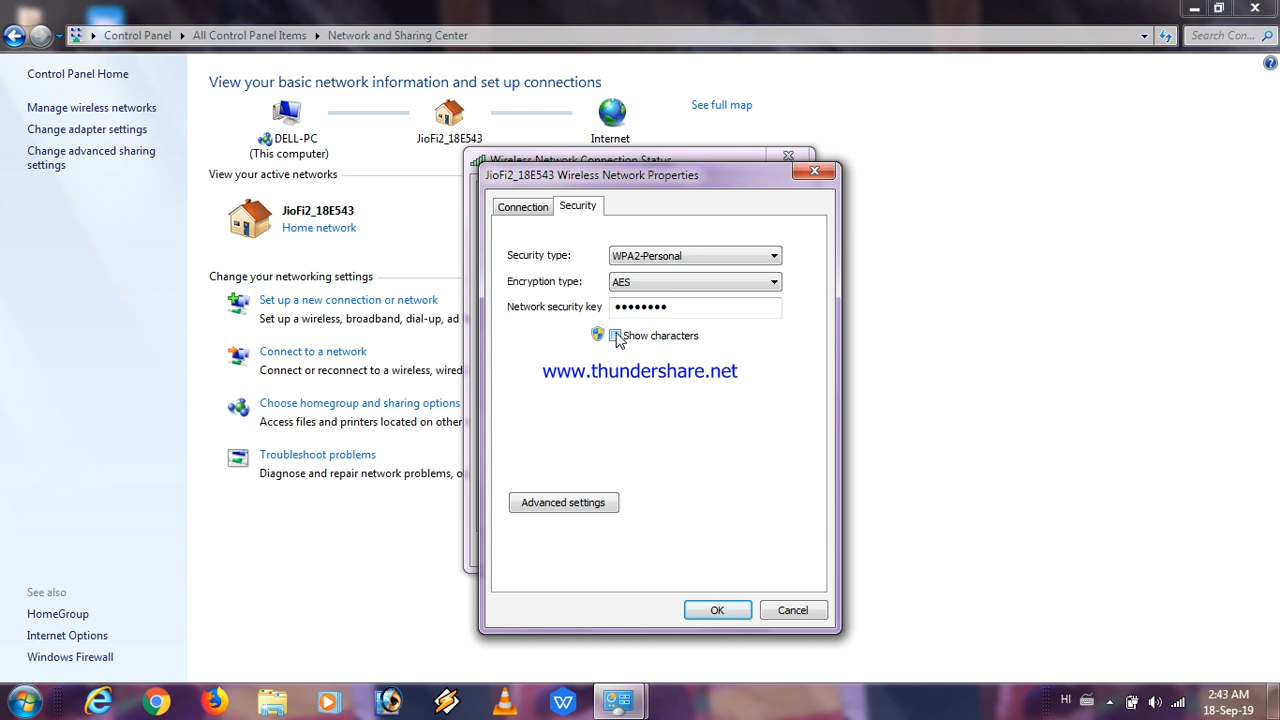 Control Panel
All Control Panel Items
Network and Sharing Center
Search Con...
Control Panel Home
Manage wireless networks
Change adapter settings
Change advanced sharing
settings
View your basic network information and set up connections
DELL-PC
(This computer)
JioFi2_18E543
Internet
See full map
View your active networks
JioFi2_18E543
Home network
Change your networking settings
Set up a new connection or network
Set up a wireless, broadband, dial-up, ad
Connect to a network
Connect or reconnect to a wireless, wired
Choose homegroup and sharing options
Access files and printers located on other
Troubleshoot problems
Diagnose and repair network problems, o
Wireless Network Connection Status
JioFi2_18E543 Wireless Network Properties
Connection
Security
Security type:
WPA2-Personal
Encryption type:
AES
Network security key
••••••••
Show characters
www.thundershare.net
Advanced settings
OK
Cancel
See also
HomeGroup
Internet Options
Windows Firewall
HI
2:43 AM
18-Sep-19